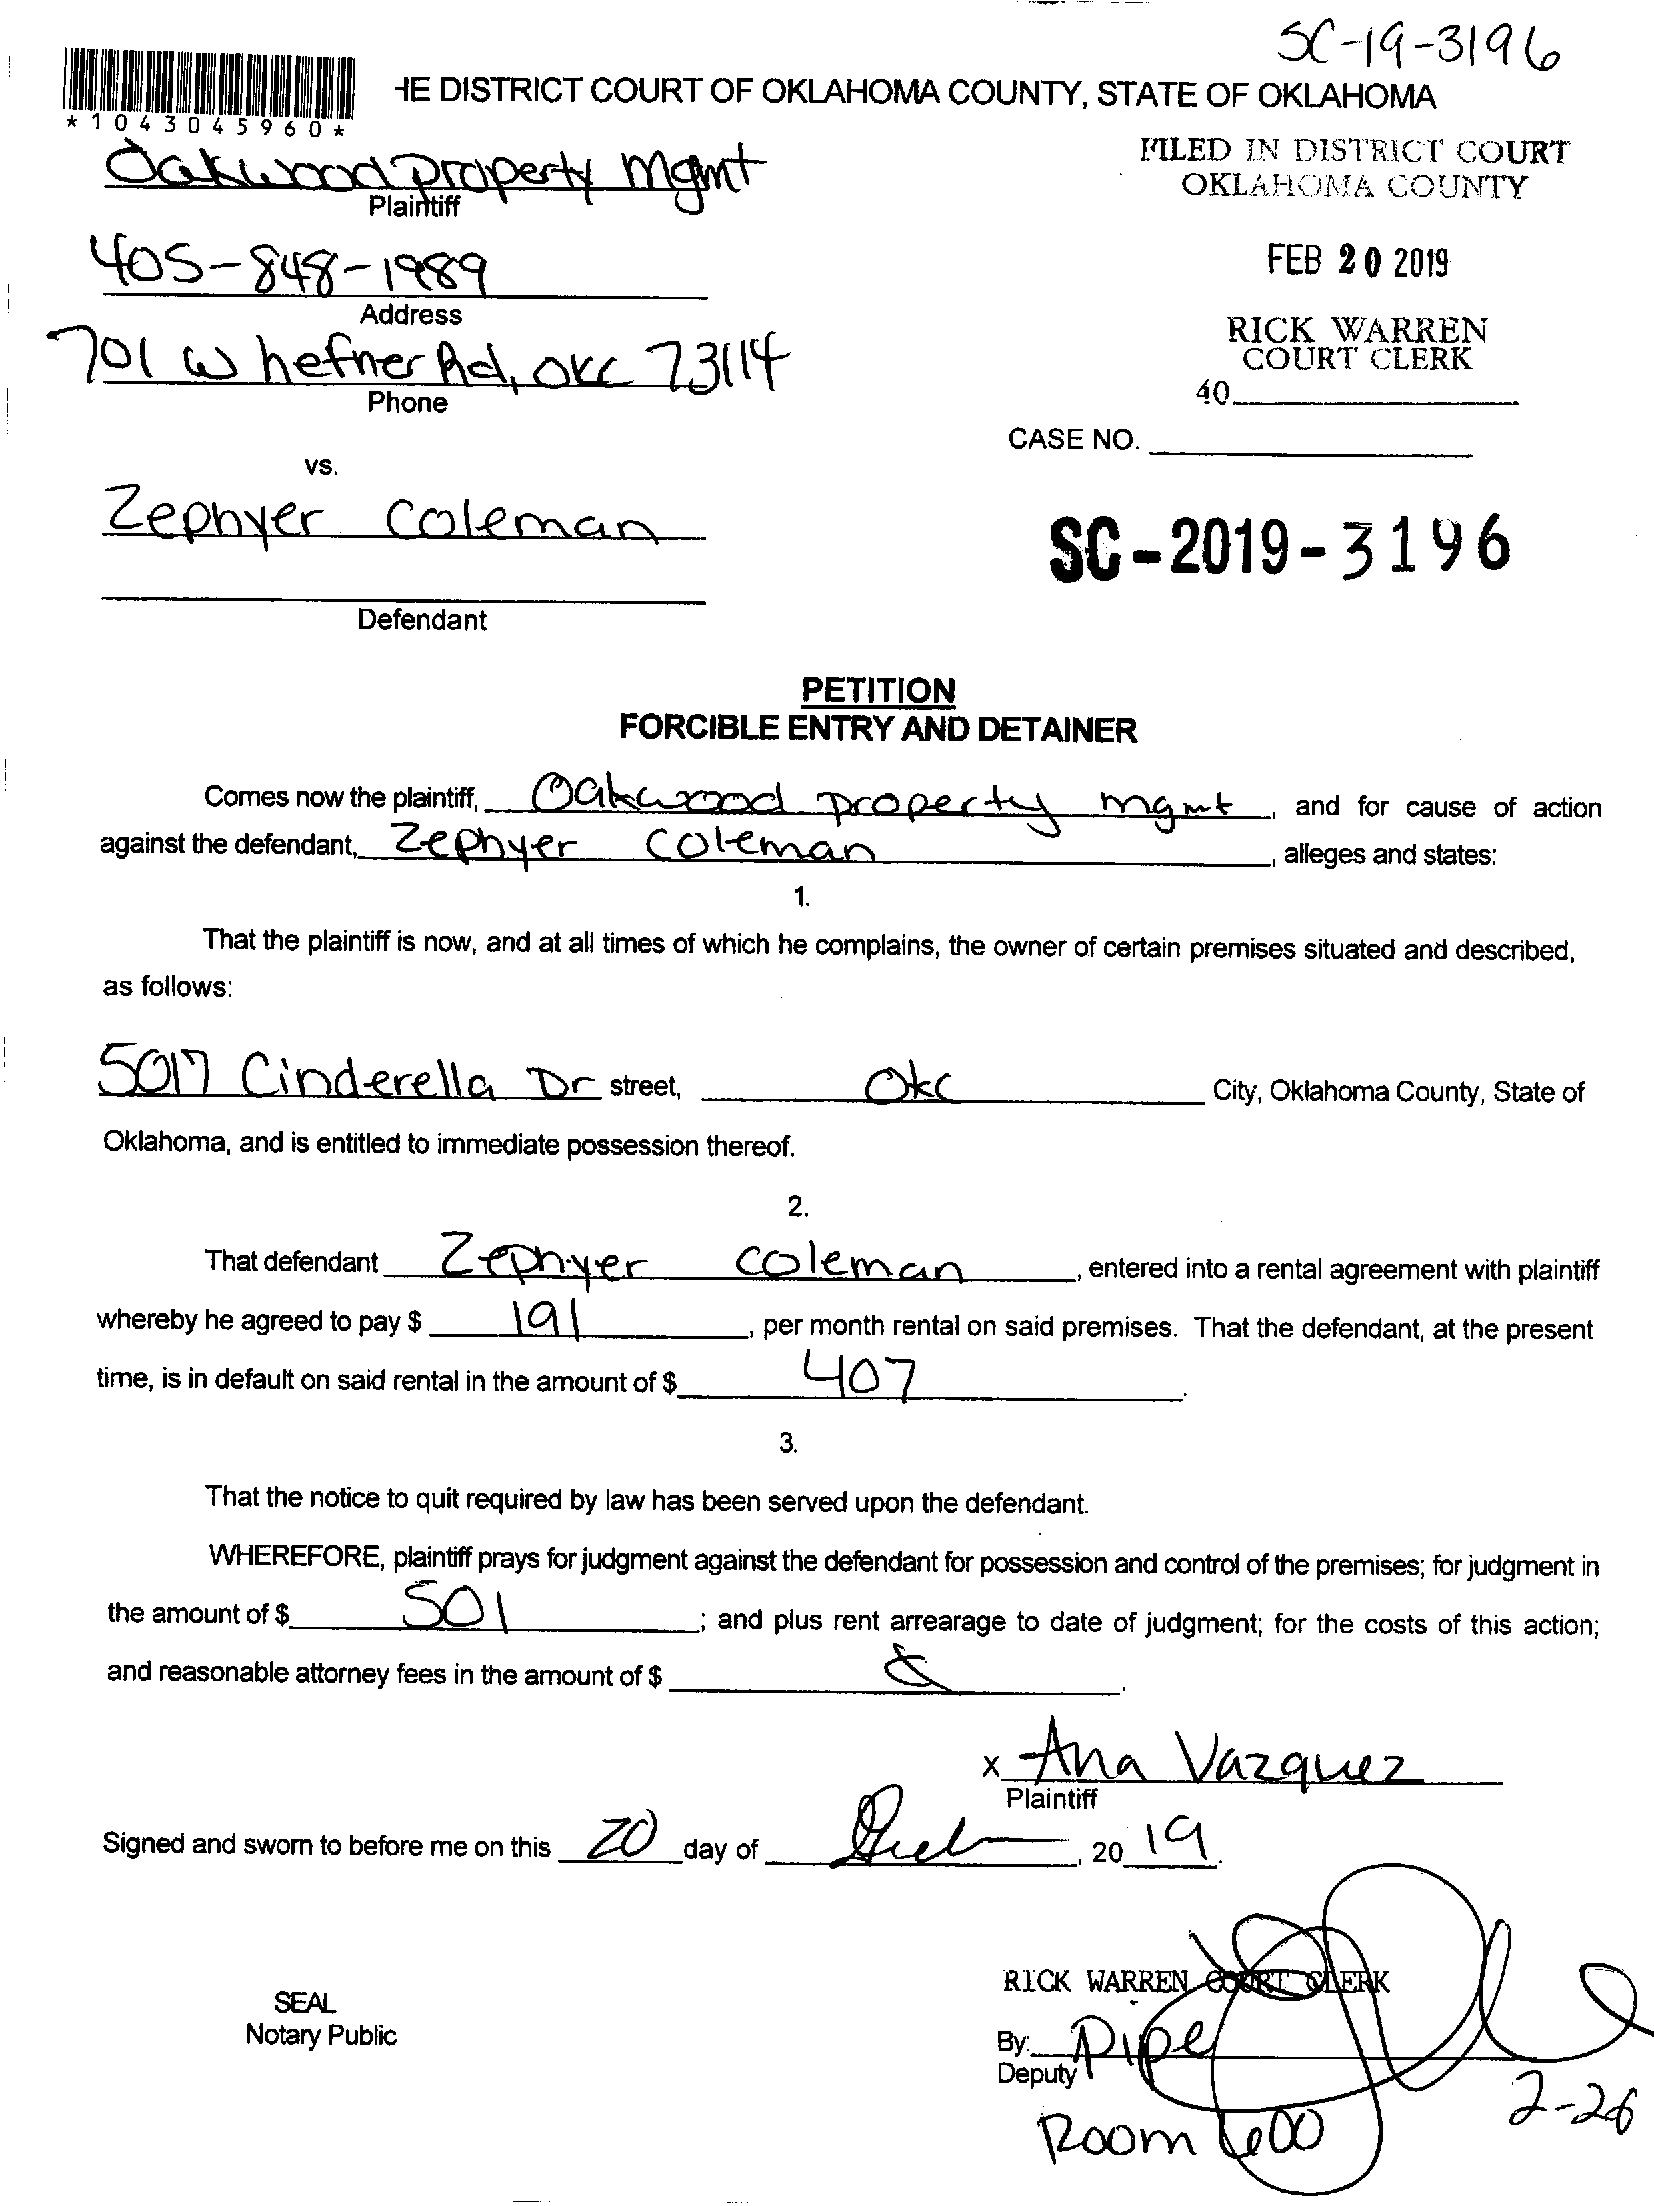 SC-19-3196
*1043045960*
HE DISTRICT COURT OF OKLAHOMA COUNTY, STATE OF OKLAHOMA
Oakwood property Mgmt
Plaintiff
FILED IN DISTRICT COURT
OKLAHOMA COUNTY
405-848-1989
Address
FEB 20 2019
701 W hefner Rd, OKC 73114
Phone
RICK WARREN
COURT CLERK
40
CASE NO.
vs.
Zephyer Coleman
SC-2019-3196
Defendant
PETITION
FORCIBLE ENTRY AND DETAINER
Comes now the plaintiff, Oakwood property mgmt, and for cause of action
against the defendant, Zephyer Coleman, alleges and states:
1.
That the plaintiff is now, and at all times of which he complains, the owner of certain premises situated and described,
as follows:
5017 Cinderella Dr street, Okc City, Oklahoma County, State of
Oklahoma, and is entitled to immediate possession thereof.
2.
That defendant Zephyer Coleman, entered into a rental agreement with plaintiff
whereby he agreed to pay $ 191, per month rental on said premises. That the defendant, at the present
time, is in default on said rental in the amount of $ 407.
3.
That the notice to quit required by law has been served upon the defendant.
WHEREFORE, plaintiff prays for judgment against the defendant for possession and control of the premises; for judgment in
the amount of $ 501; and plus rent arrearage to date of judgment; for the costs of this action;
and reasonable attorney fees in the amount of $ .
x Ana Vazquez
Plaintiff
Signed and sworn to before me on this 20 day of , 20 19.
SEAL
Notary Public
RICK WARREN COURT CLERK
By: Pipe
Deputy
2-26
Room 600